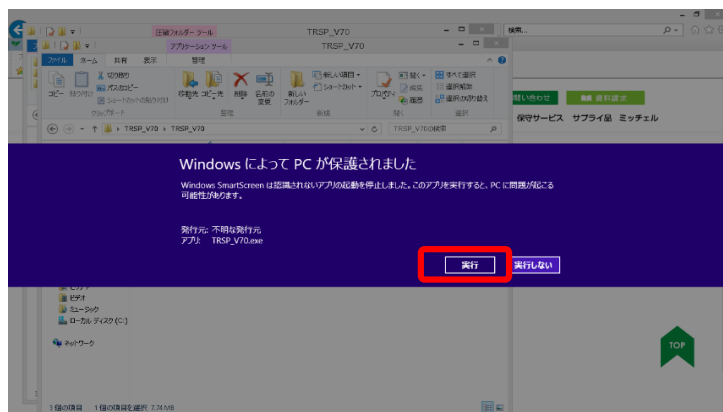 圧縮フォルダー ツール
TRSP_V70
検索...
アプリケーション ツール
TRSP_V70
ファイル ホーム 共有 表示 管理
コピー 貼り付け
切り取り
パスのコピー
ショートカットの貼り付け
移動先 コピー先 削除 名前の変更
新しいフォルダー
新しい項目
ショートカット
プロパティ
開く
編集
履歴
すべて選択
選択解除
選択の切り替え
クリップボード 整理 新規 開く 選択
TRSP_V70 TRSP_V70
TRSP_V70の検索
問い合わせ 資料請求
保守サービス サプライ品 ミッチェル
Windows によって PC が保護されました
Windows SmartScreen は認識されないアプリの起動を停止しました。このアプリを実行すると、PC に問題が起こる
可能性があります。
発行元: 不明な発行元
アプリ: TRSP_V70.exe
実行 実行しない
ビデオ
ミュージック
ローカル ディスク (C:)
ネットワーク
TOP
3 個の項目 1 個の項目を選択 7.74 MB